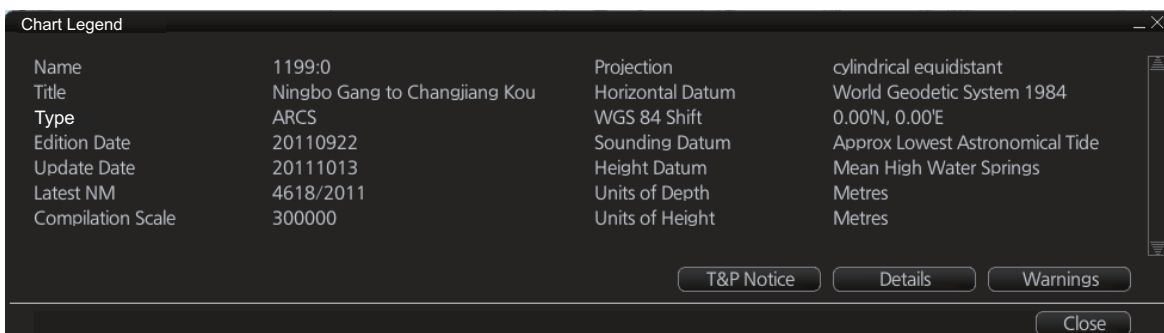 Chart Legend
Name 1199:0 Projection cylindrical equidistant
Title Ningbo Gang to Changjiang Kou Horizontal Datum World Geodetic System 1984
Type ARCS WGS 84 Shift 0.00'N, 0.00'E
Edition Date 20110922 Sounding Datum Approx Lowest Astronomical Tide
Update Date 20111013 Height Datum Mean High Water Springs
Latest NM 4618/2011 Units of Depth Metres
Compilation Scale 300000 Units of Height Metres
T&P Notice Details Warnings
Close